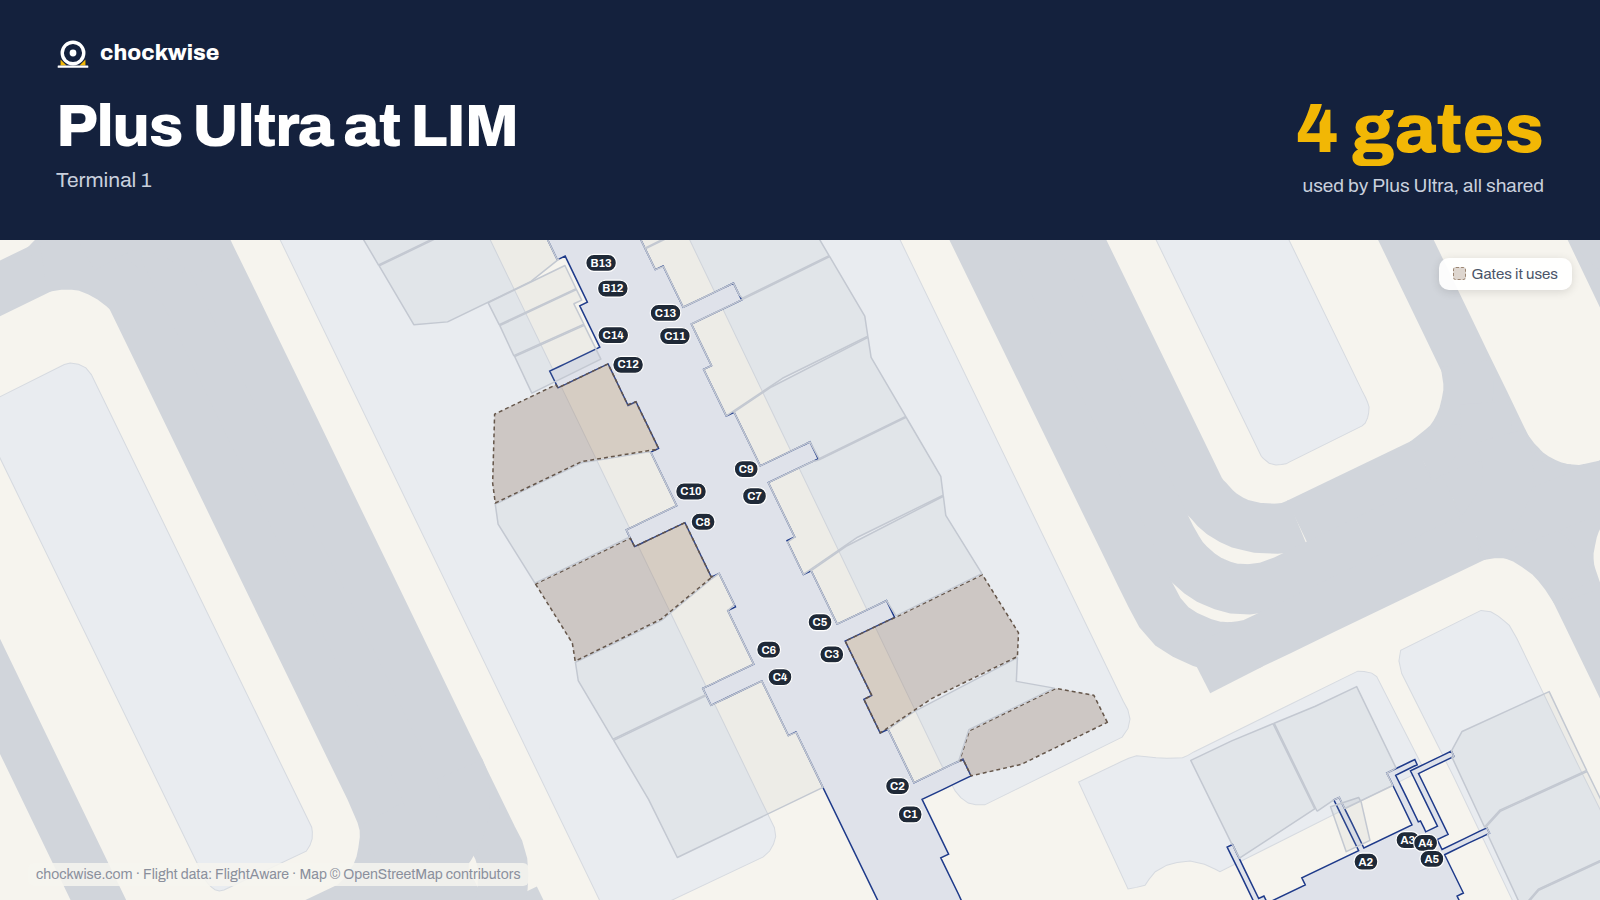 chockwise
Plus Ultra at LIM
Terminal 1
4 gates
used by Plus Ultra, all shared
Gates it uses
B13
B12
C13
C14
C11
C12
C9
C10
C7
C8
C5
C6
C3
C4
C2
C1
A3
A4
A5
A2
chockwise.com · Flight data: FlightAware · Map © OpenStreetMap contributors